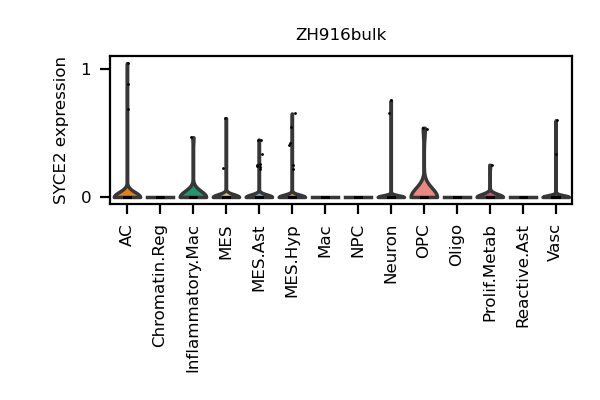 ZH916bulk
SYCE2 expression
1
0
AC
Chromatin.Reg
Inflammatory.Mac
MES
MES.Ast
MES.Hyp
Mac
NPC
Neuron
OPC
Oligo
Prolif.Metab
Reactive.Ast
Vasc